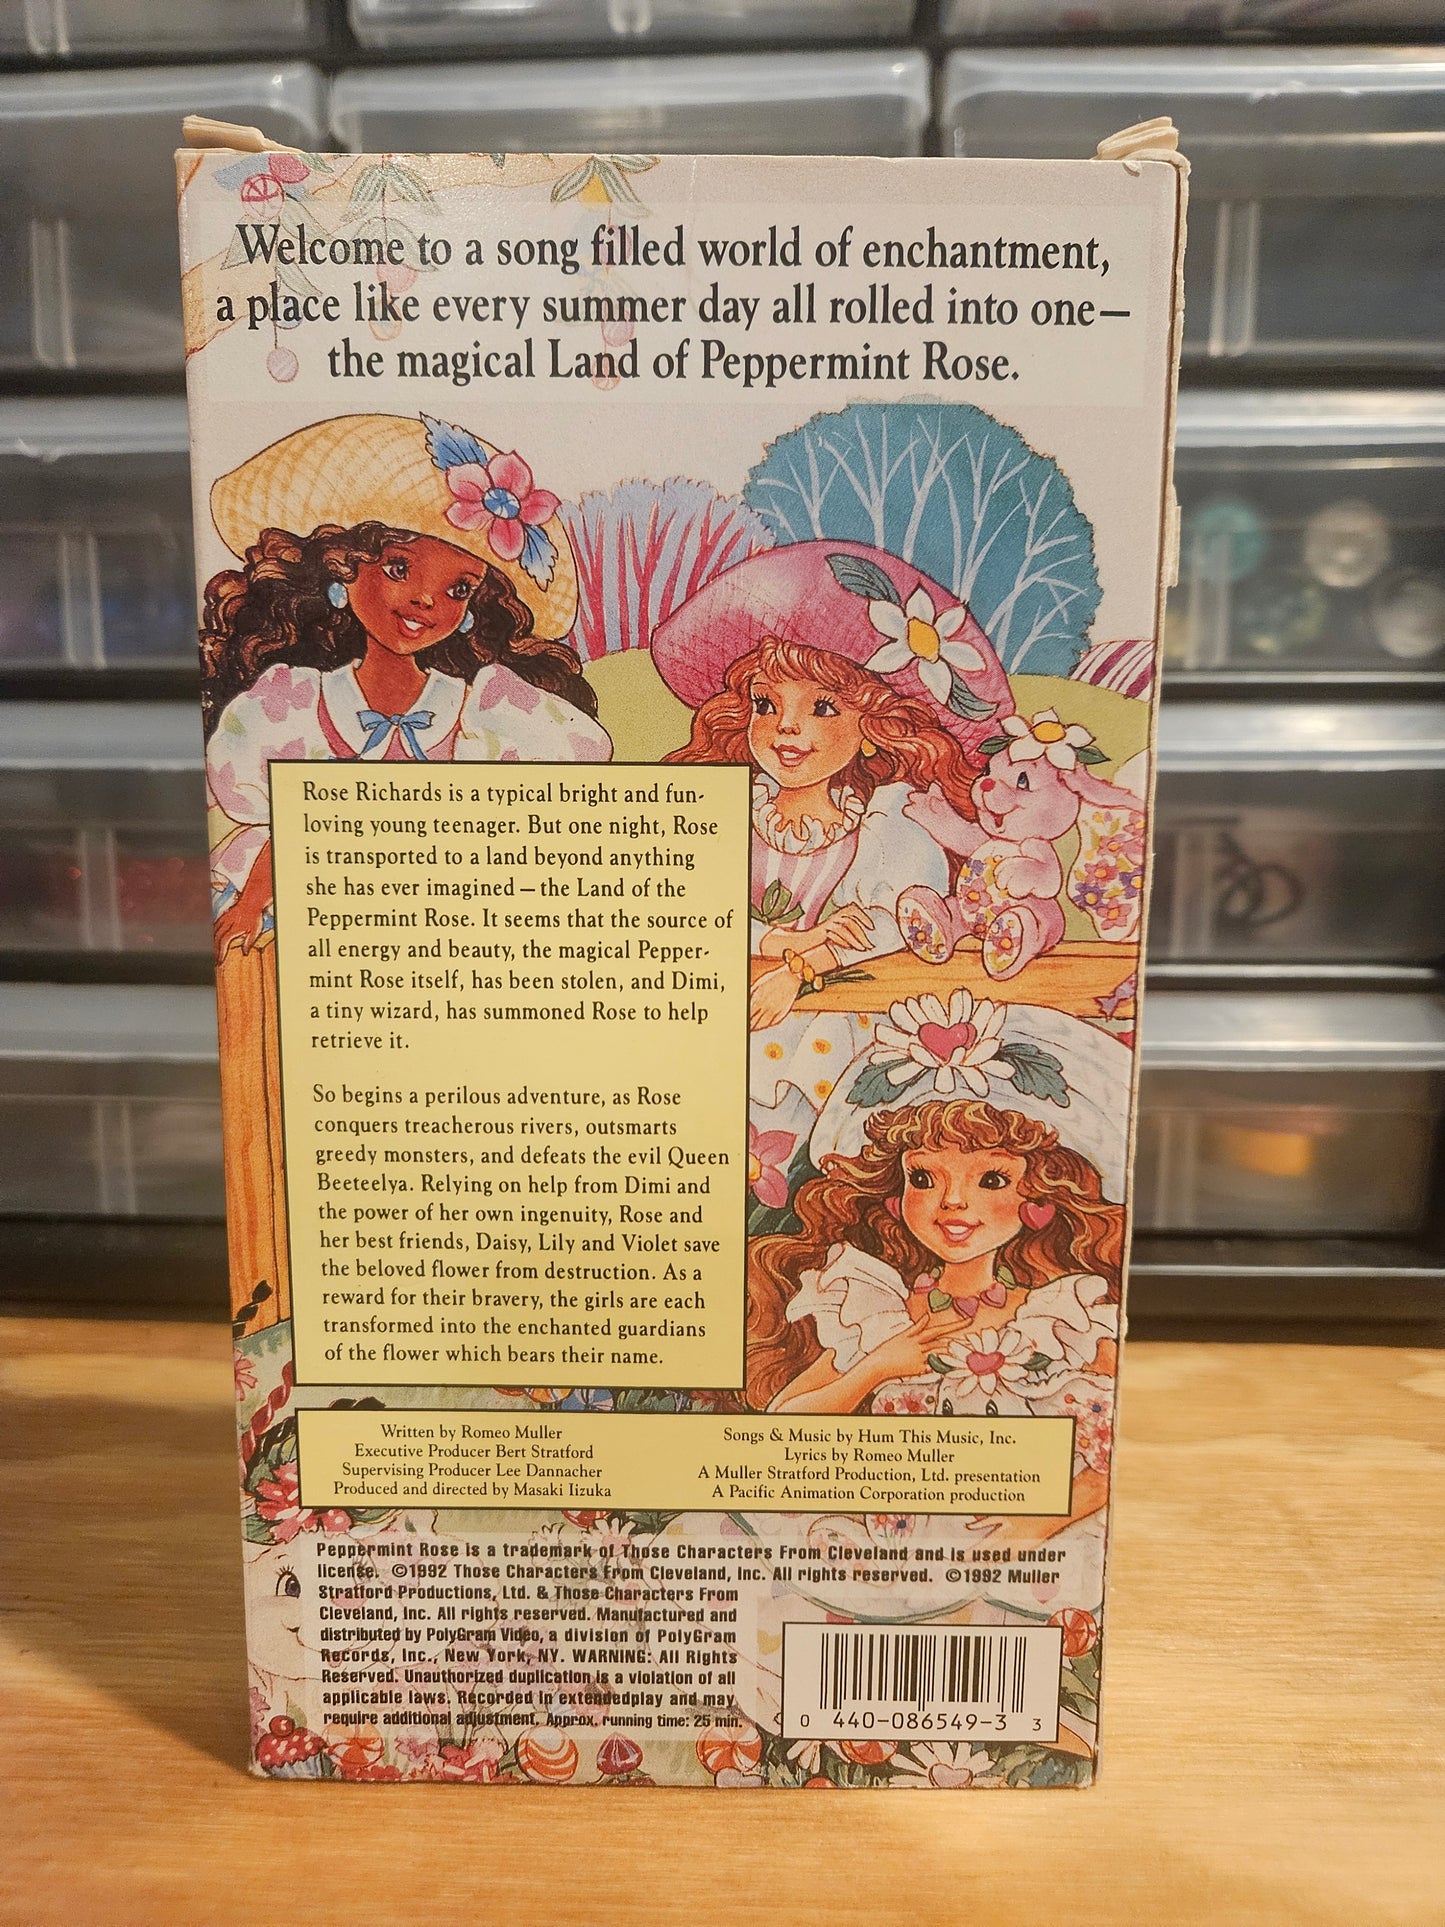 Welcome to a song filled world of enchantment,
a place like every summer day all rolled into one—
the magical Land of Peppermint Rose.
Rose Richards is a typical bright and fun-
loving young teenager. But one night, Rose
is transported to a land beyond anything
she has ever imagined – the Land of the
Peppermint Rose. It seems that the source of
all energy and beauty, the magical Pepper-
mint Rose itself, has been stolen, and Dimi,
a tiny wizard, has summoned Rose to help
retrieve it.
So begins a perilous adventure, as Rose
conquers treacherous rivers, outsmarts
greedy monsters, and defeats the evil Queen
Beeteelya. Relying on help from Dimi and
the power of her own ingenuity, Rose and
her best friends, Daisy, Lily and Violet save
the beloved flower from destruction. As a
reward for their bravery, the girls are each
transformed into the enchanted guardians
of the flower which bears their name.
Written by Romeo Muller
Executive Producer Bert Stratford
Supervising Producer Lee Dannacher
Produced and directed by Masaki Iizuka
Songs & Music by Hum This Music, Inc.
Lyrics by Romeo Muller
A Muller Stratford Production, Ltd. presentation
A Pacific Animation Corporation production
Peppermint Rose is a trademark of Those Characters From Cleveland and is used under
license. ©1992 Those Characters From Cleveland, Inc. All rights reserved. ©1992 Muller
Stratford Productions, Ltd. & Those Characters From
Cleveland, Inc. All rights reserved. Manufactured and
distributed by PolyGram Video, a division of PolyGram
Records, Inc., New York, NY. WARNING: All Rights
Reserved. Unauthorized duplication is a violation of all
applicable laws. Recorded in extendedplay and may
require additional adjustment. Approx. running time: 25 min.
0 440-086549-3 3